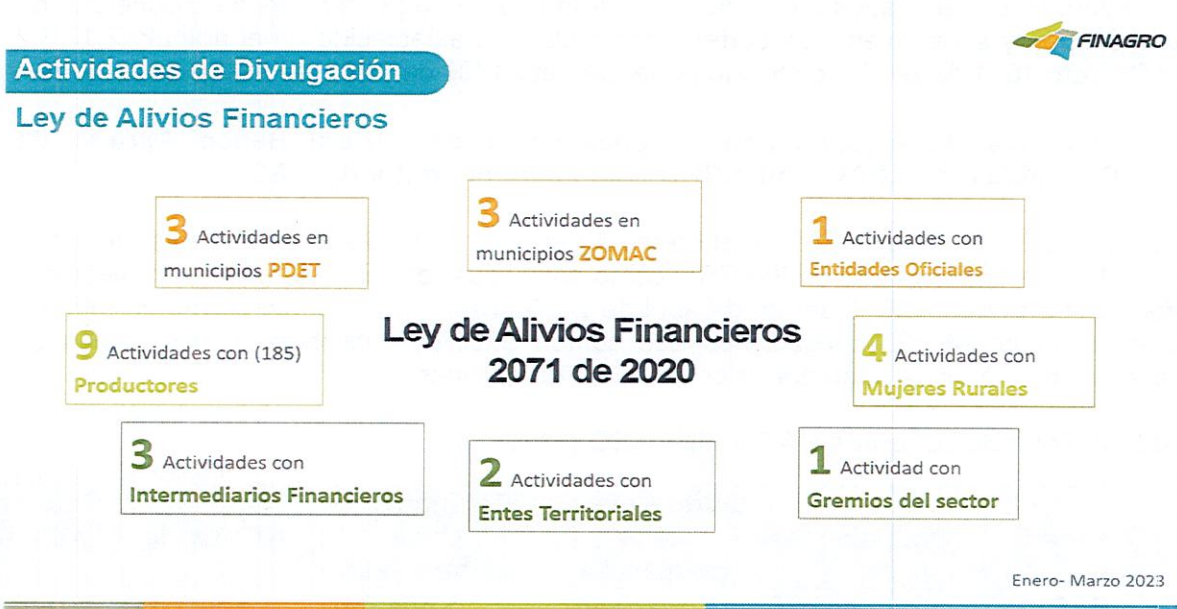 FINAGRO
Actividades de Divulgación
Ley de Alivios Financieros
3 Actividades en
municipios PDET
3 Actividades en
municipios ZOMAC
1 Actividades con
Entidades Oficiales
9 Actividades con (185)
Productores
Ley de Alivios Financieros
2071 de 2020
4 Actividades con
Mujeres Rurales
3 Actividades con
Intermediarios Financieros
2 Actividades con
Entes Territoriales
1 Actividad con
Gremios del sector
Enero- Marzo 2023